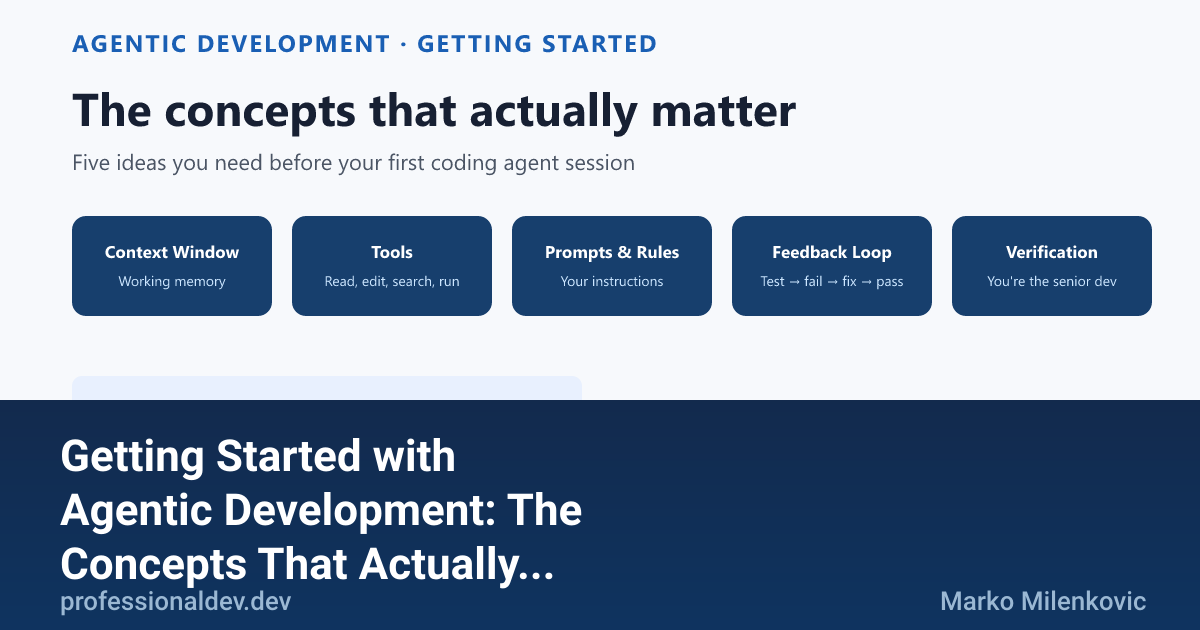 AGENTIC DEVELOPMENT · GETTING STARTED
The concepts that actually matter
Five ideas you need before your first coding agent session
Context Window
Working memory
Tools
Read, edit, search, run
Prompts & Rules
Your instructions
Feedback Loop
Test → fail → fix → pass
Verification
You're the senior dev
Getting Started with
Agentic Development: The
Concepts That Actually...
professionaldev.dev
Marko Milenkovic